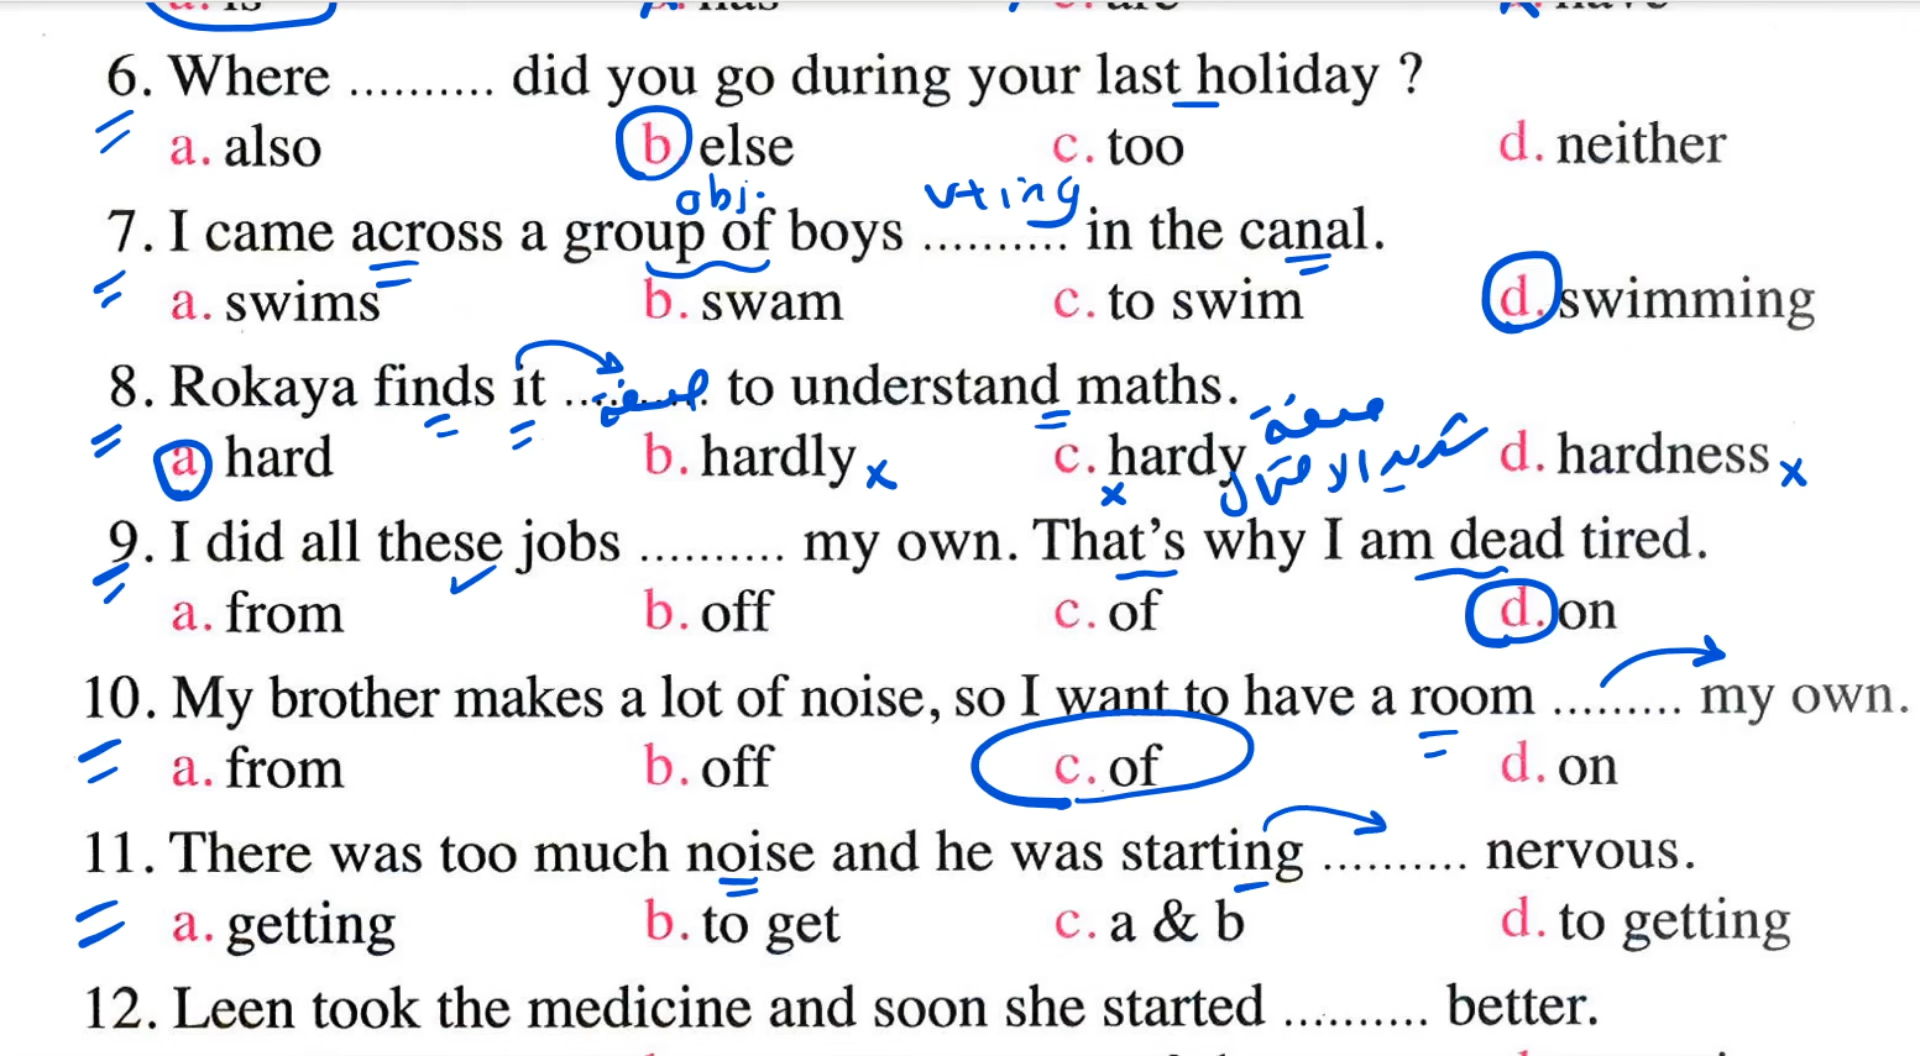 6. Where .......... did you go during your last holiday ?
a. also b. else c. too d. neither
obj. v+ing
7. I came across a group of boys .......... in the canal.
a. swims b. swam c. to swim d. swimming
8. Rokaya finds it .......... to understand maths.
صفة
صفة
a. hard b. hardly x c. hardy x شديد الاحتمال d. hardness x
9. I did all these jobs .......... my own. That's why I am dead tired.
a. from b. off c. of d. on
10. My brother makes a lot of noise, so I want to have a room ......... my own.
a. from b. off c. of d. on
11. There was too much noise and he was starting .......... nervous.
a. getting b. to get c. a & b d. to getting
12. Leen took the medicine and soon she started .......... better.